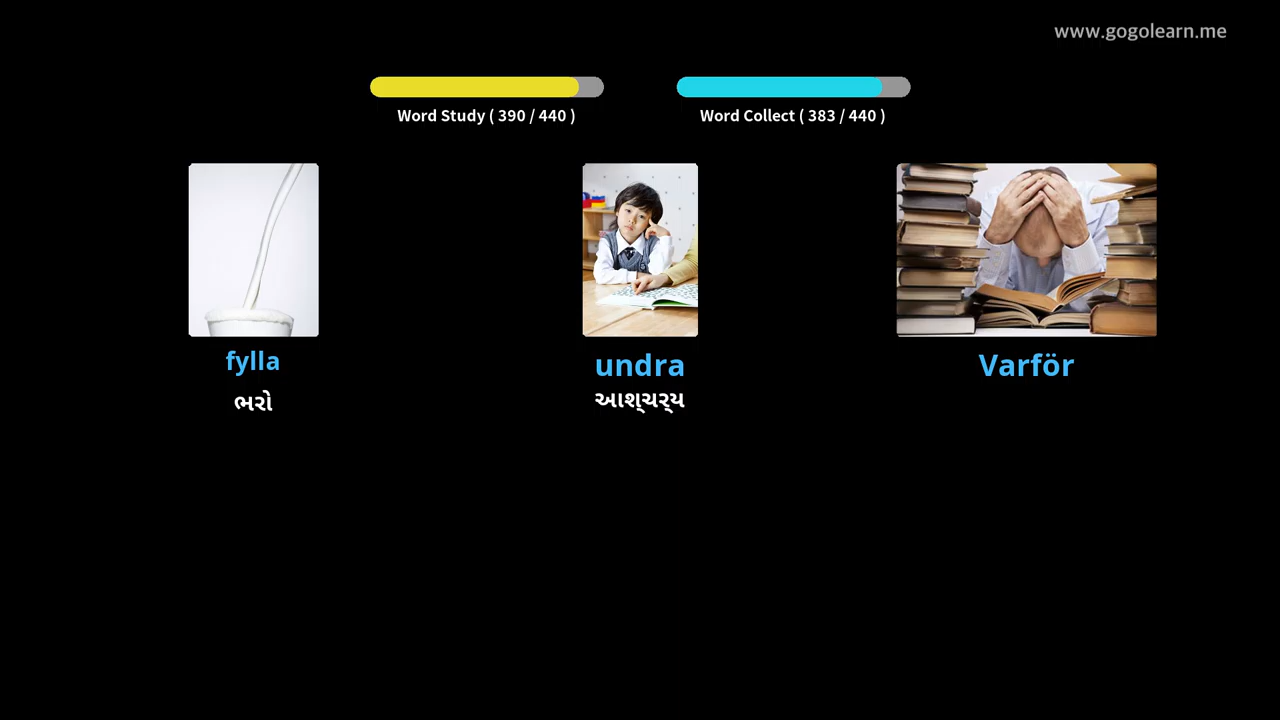 www.gogolearn.me
Word Study ( 390 / 440 )
Word Collect ( 383 / 440 )
fylla
ભરો
undra
આશ્ચર્ય
Varför